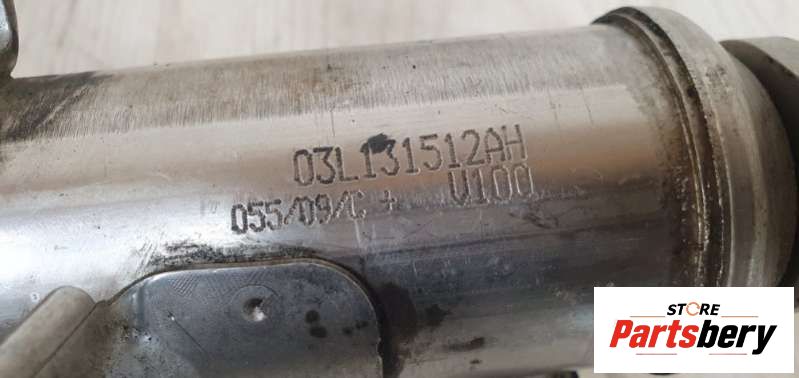 03L131512AH
055/09/C + V100
STORE
Partsbery